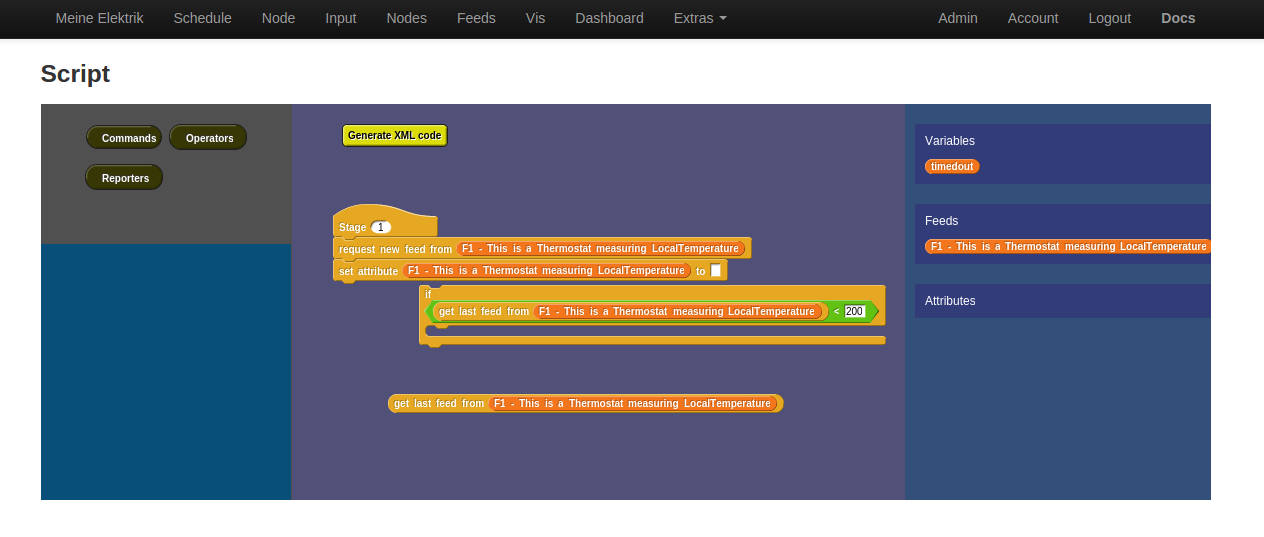 Meine Elektrik Schedule Node Input Nodes Feeds Vis Dashboard Extras Admin Account Logout Docs
Script
Commands Operators
Reporters
Generate XML code
Stage 1
request new feed from F1 - This is a Thermostat measuring LocalTemperature
set attribute F1 - This is a Thermostat measuring LocalTemperature to
if
get last feed from F1 - This is a Thermostat measuring LocalTemperature < 200
get last feed from F1 - This is a Thermostat measuring LocalTemperature
Variables
timedout
Feeds
F1 - This is a Thermostat measuring LocalTemperature
Attributes